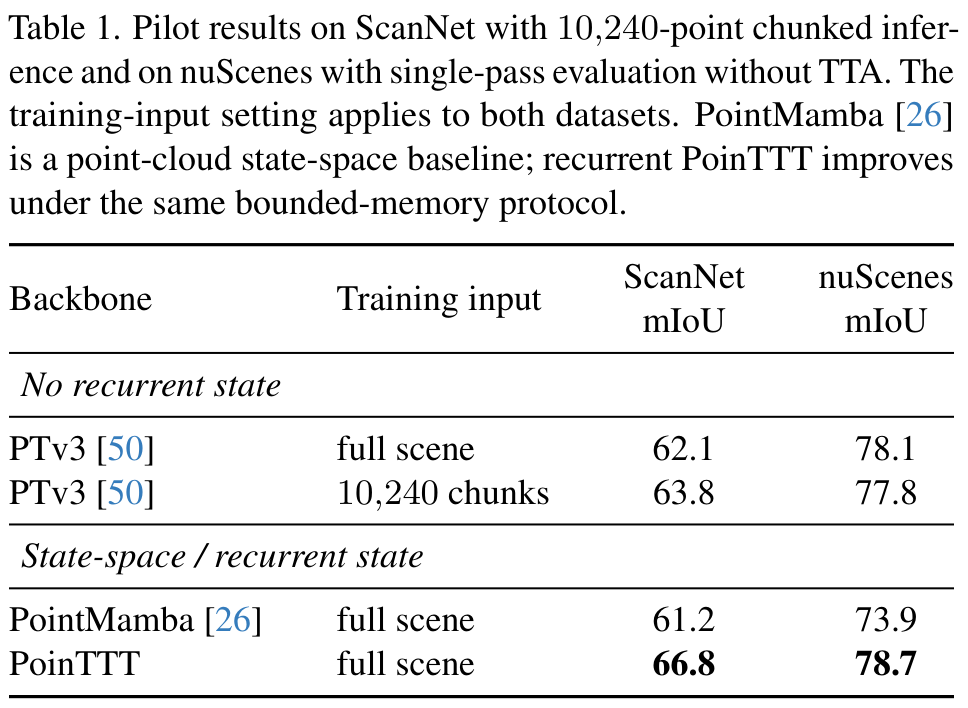 Table 1. Pilot results on ScanNet with 10,240-point chunked infer-
ence and on nuScenes with single-pass evaluation without TTA. The
training-input setting applies to both datasets. PointMamba [26]
is a point-cloud state-space baseline; recurrent PoinTTT improves
under the same bounded-memory protocol.
Backbone Training input ScanNet mIoU nuScenes mIoU
No recurrent state
PTv3 [50] full scene 62.1 78.1
PTv3 [50] 10,240 chunks 63.8 77.8
State-space / recurrent state
PointMamba [26] full scene 61.2 73.9
PoinTTT full scene 66.8 78.7